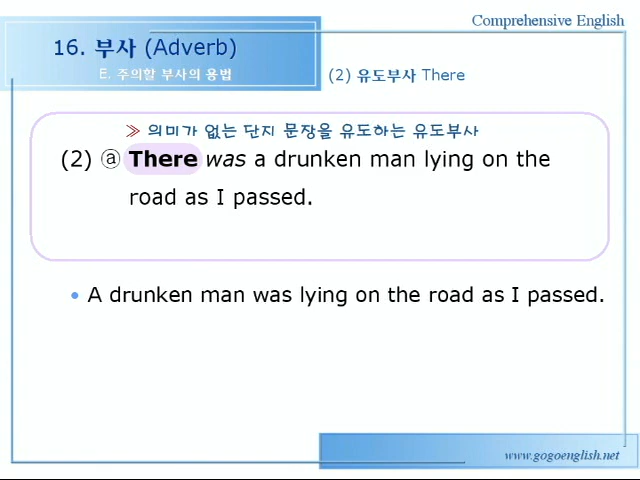 Comprehensive English
16. 부사 (Adverb)
E. 주의할 부사의 용법
(2) 유도부사 There
≫ 의미가 없는 단지 문장을 유도하는 유도부사
(2) ⓐ There was a drunken man lying on the
road as I passed.
• A drunken man was lying on the road as I passed.
www.gogoenglish.net